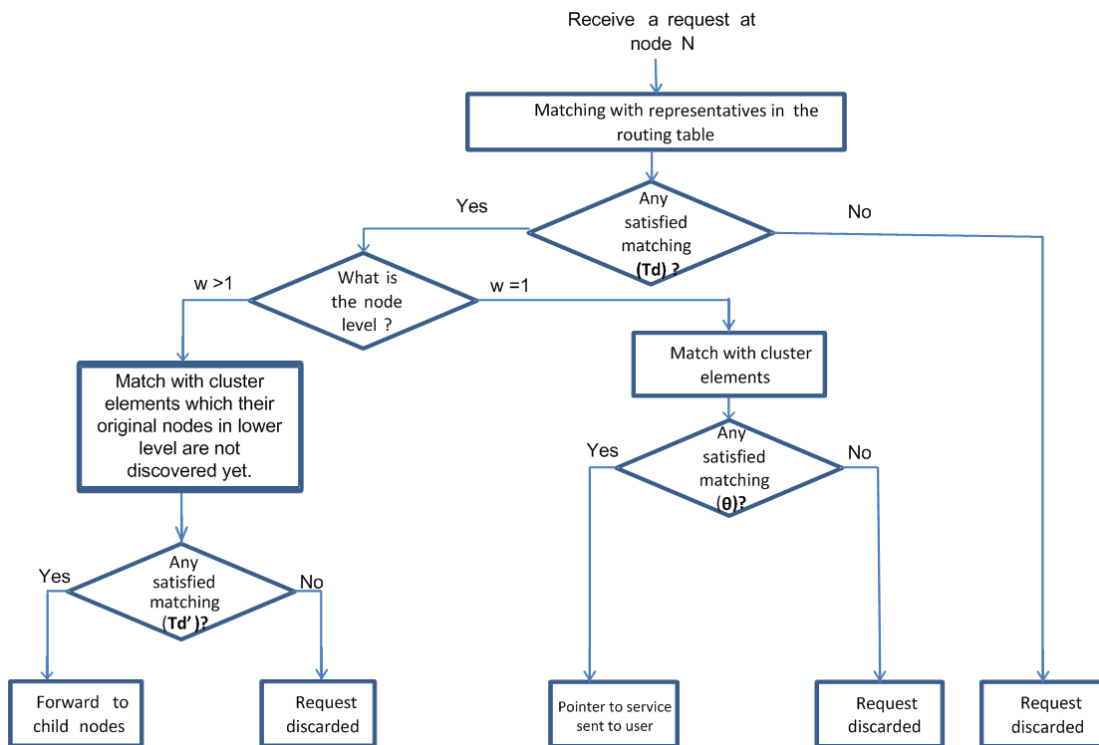 Receive a request at
node N
Matching with representatives in the
routing table
Any
satisfied
matching
(Td) ?
Yes
No
What is
the node
level ?
w >1
w =1
Match with cluster
elements which their
original nodes in lower
level are not
discovered yet.
Match with cluster
elements
Any
satisfied
matching
(θ)?
Yes
No
Any
satisfied
matching
(Td’)?
Yes
No
Forward to
child nodes
Request
discarded
Pointer to service
sent to user
Request
discarded
Request
discarded